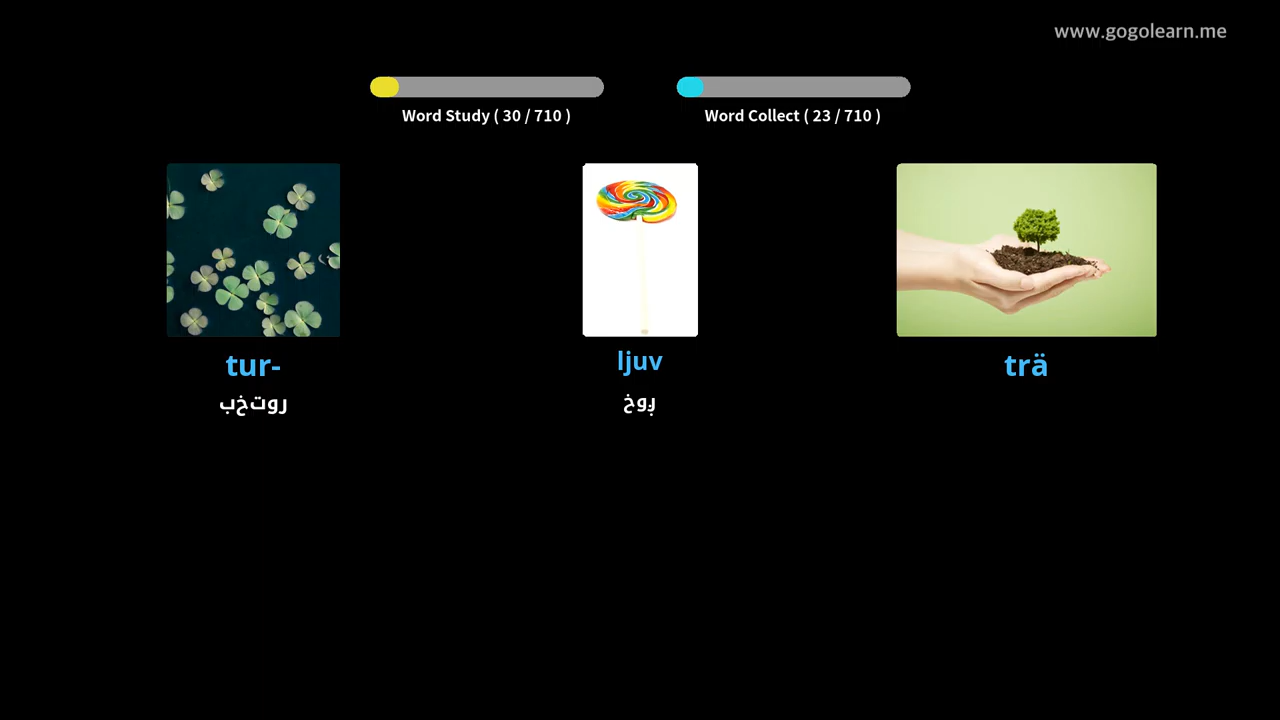 www.gogolearn.me
Word Study ( 30 / 710 )
Word Collect ( 23 / 710 )
tur-
ljuv
trä
روتخب
ږوخ